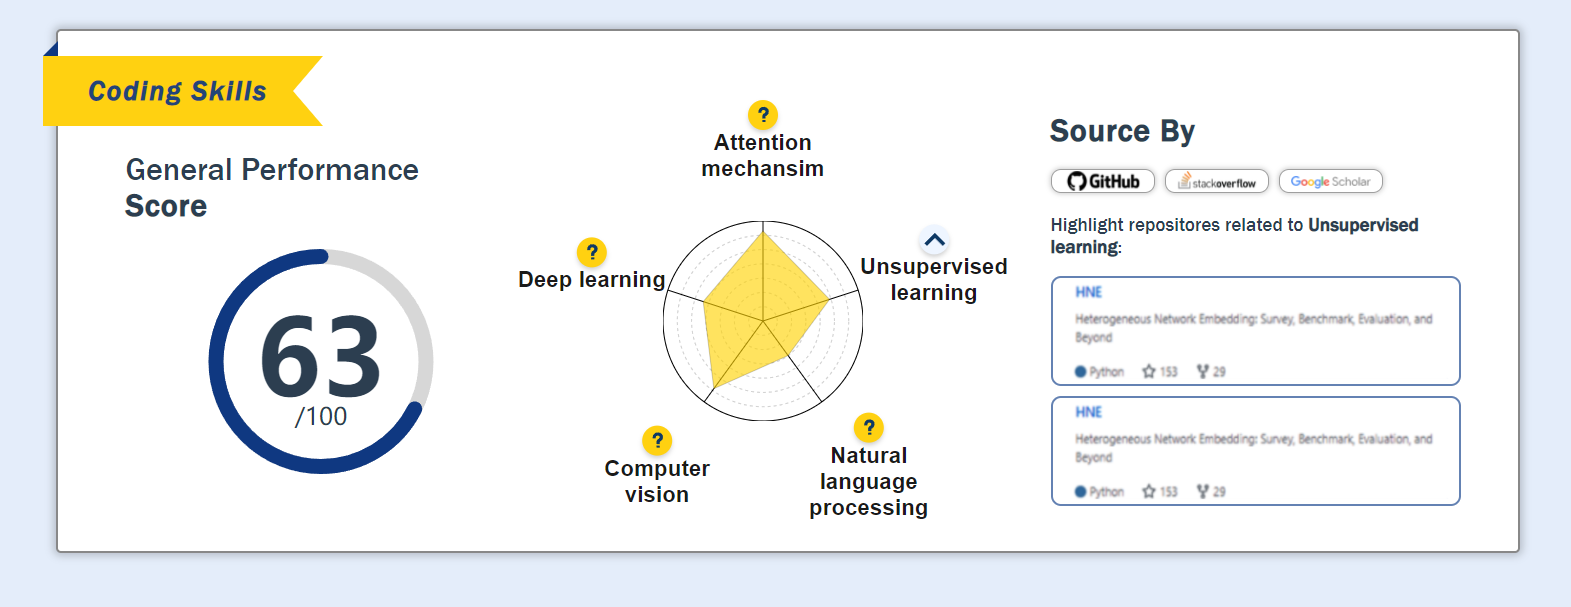 Coding Skills
General Performance
Score
63
/100
?
Attention
mechansim
?
Deep learning
Unsupervised
learning
?
Computer
vision
?
Natural
language
processing
Source By
GitHub
stackoverflow
Google Scholar
Highlight repositores related to Unsupervised
learning:
HNE
Heterogeneous Network Embedding: Survey, Benchmark, Evaluation, and
Beyond
Python 153 29
HNE
Heterogeneous Network Embedding: Survey, Benchmark, Evaluation, and
Beyond
Python 153 29